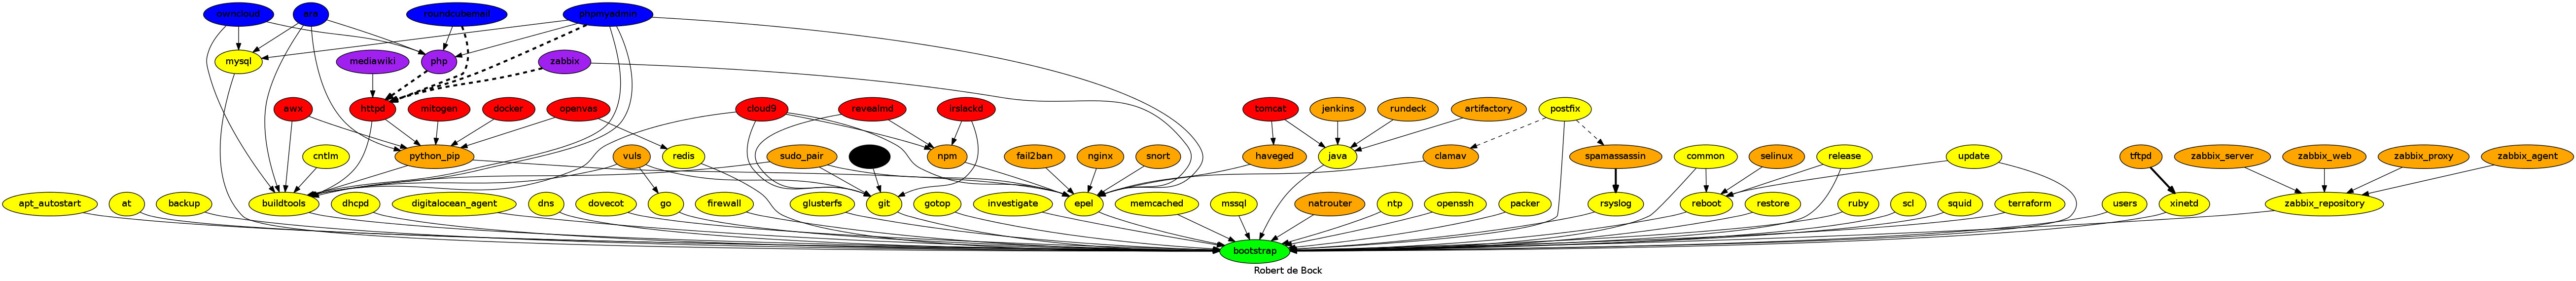 owncloud
ara
roundcubemail
phpmyadmin
mysql
mediawiki
php
zabbix
awx
httpd
mitogen
docker
openvas
cloud9
revealmd
irslackd
tomcat
jenkins
rundeck
artifactory
postfix
cntlm
python_pip
vuls
redis
sudo_pair
npm
fail2ban
nginx
snort
haveged
java
clamav
spamassassin
common
selinux
release
update
tftpd
zabbix_server
zabbix_web
zabbix_proxy
zabbix_agent
apt_autostart
at
backup
buildtools
dhcpd
digitalocean_agent
dns
dovecot
go
firewall
glusterfs
git
gotop
investigate
epel
memcached
mssql
natrouter
ntp
openssh
packer
rsyslog
reboot
restore
ruby
scl
squid
terraform
users
xinetd
zabbix_repository
bootstrap
Robert de Bock